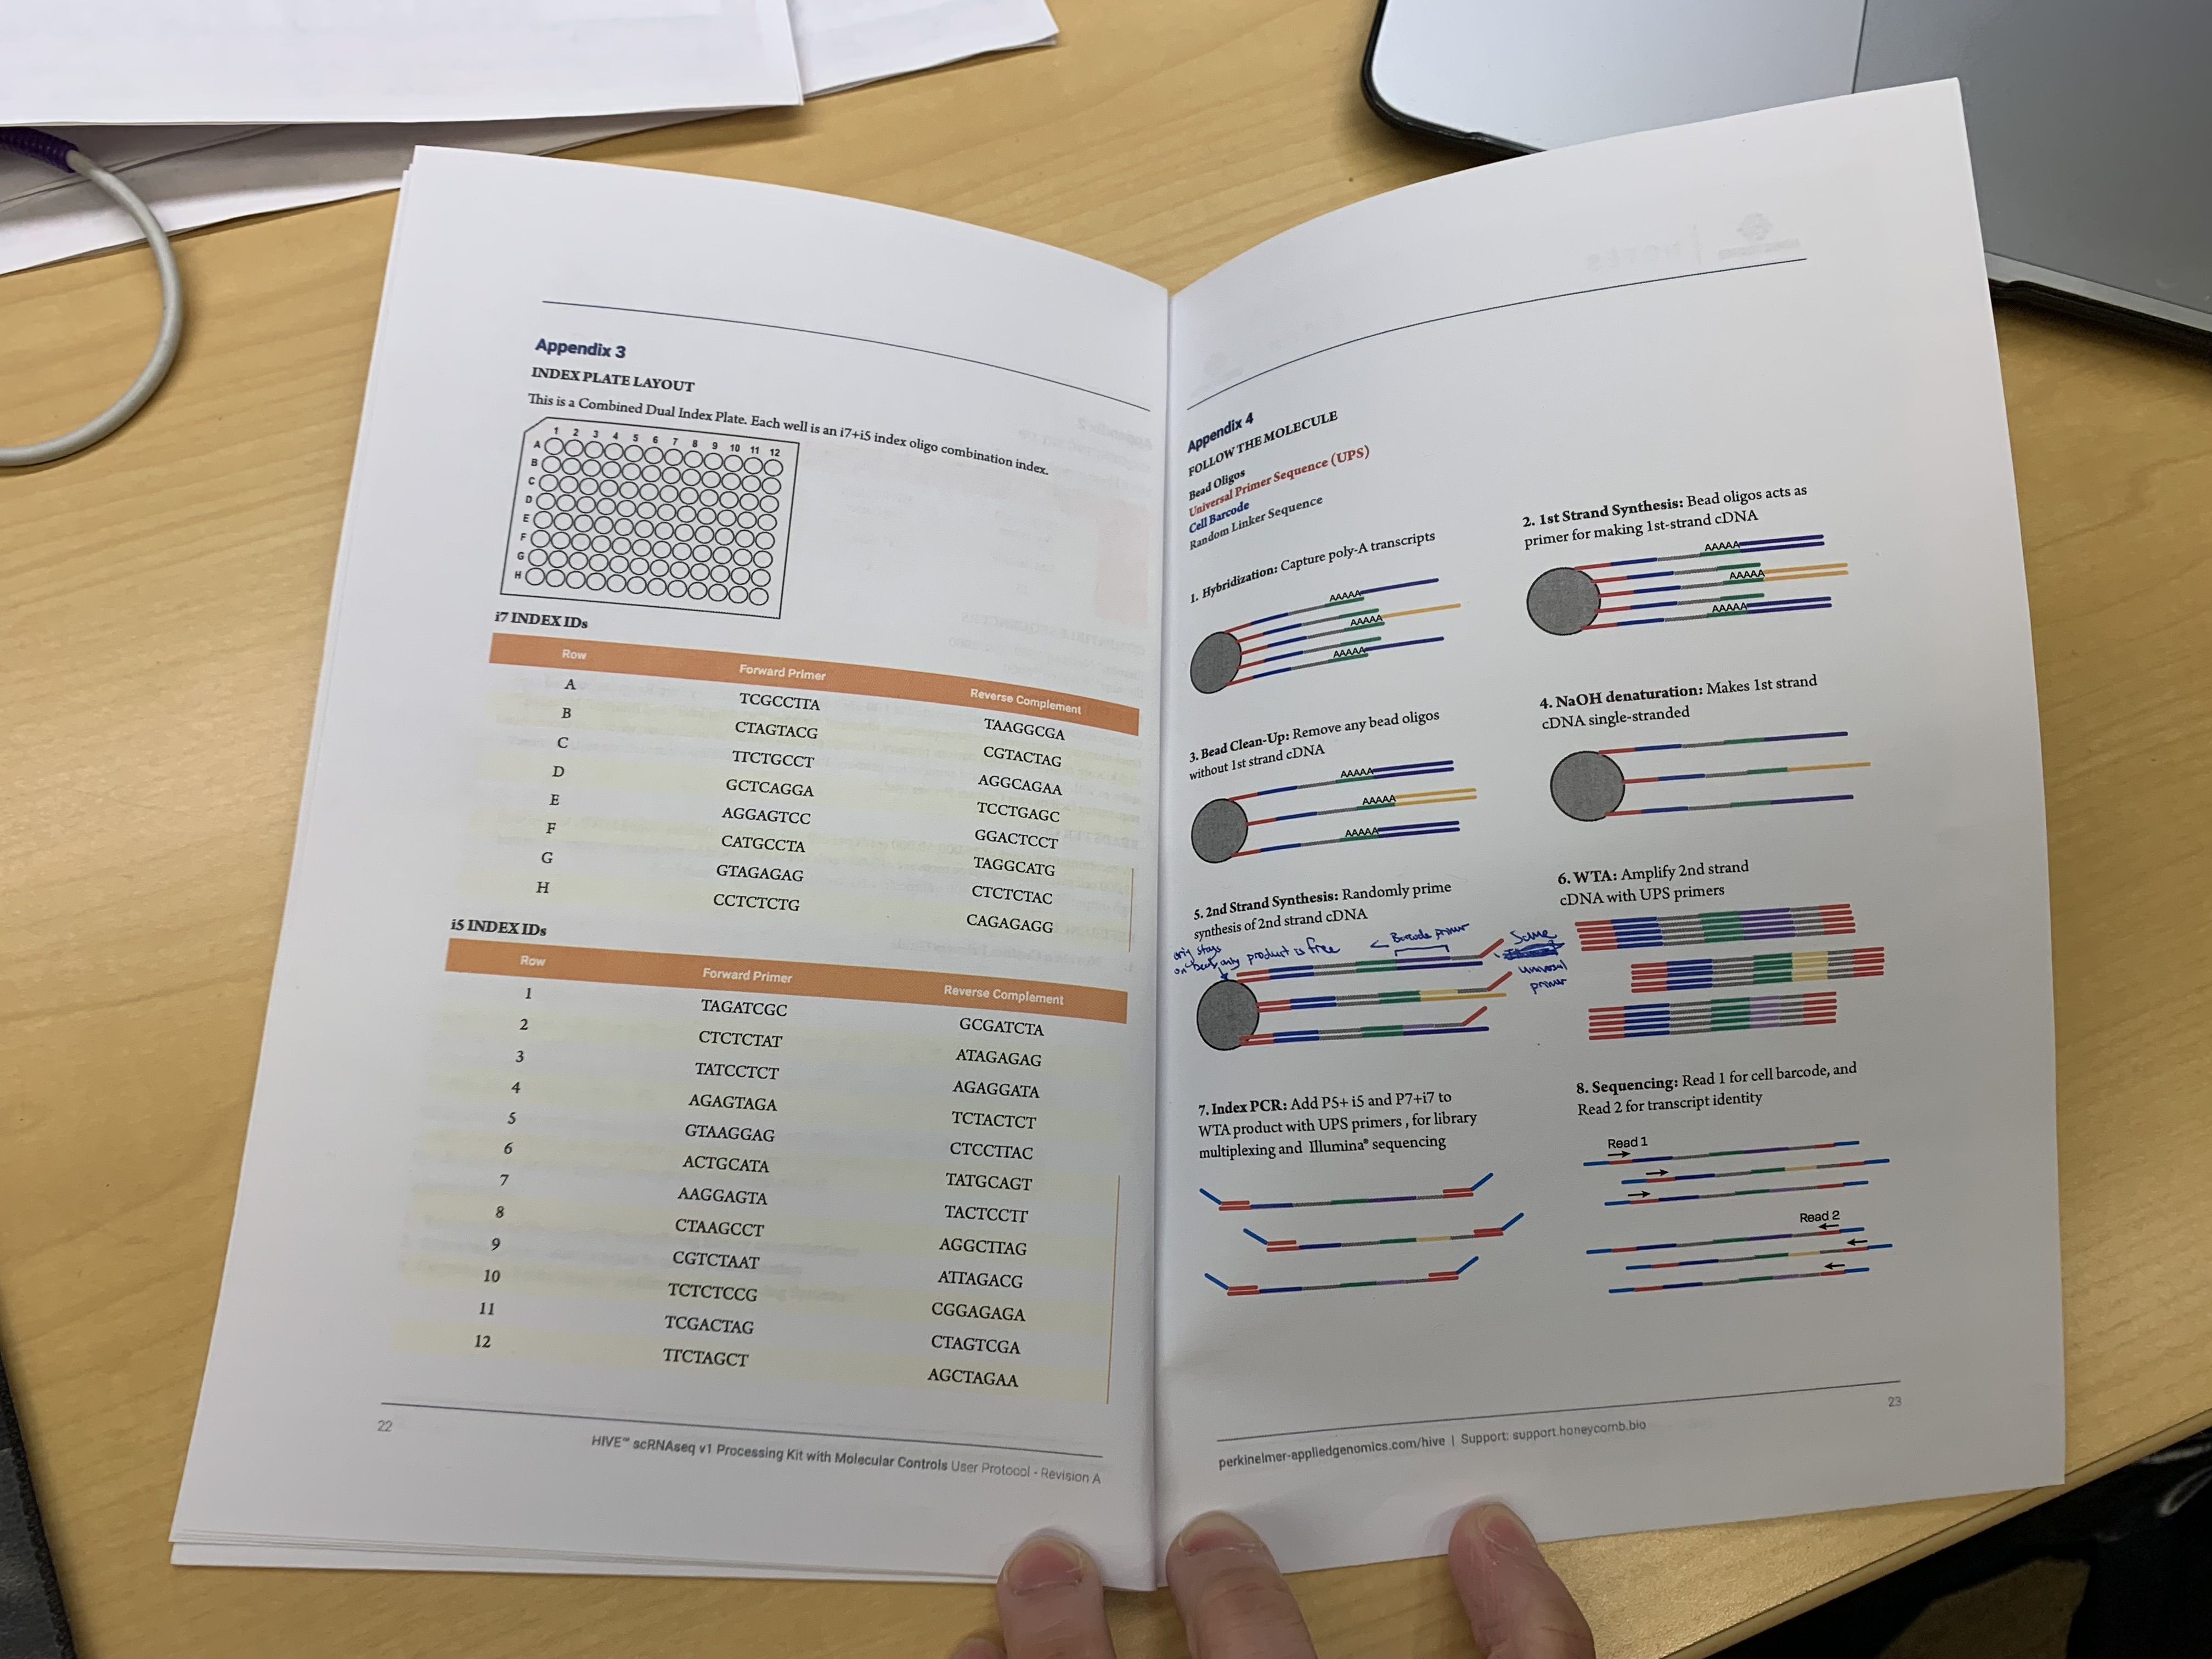 Appendix 3
INDEX PLATE LAYOUT
This is a Combined Dual Index Plate. Each well is an i7+i5 index oligo combination index.
1 2 3 4 5 6 7 8 9 10 11 12
A
B
C
D
E
F
G
H
i7 INDEX IDs
Row Forward Primer Reverse Complement
A TCGCCTTA TAAGGCGA
B CTAGTACG CGTACTAG
C TTCTGCCT AGGCAGAA
D GCTCAGGA TCCTGAGC
E AGGAGTCC GGACTCCT
F CATGCCTA TAGGCATG
G GTAGAGAG CTCTCTAC
H CCTCTCTG CAGAGAGG
i5 INDEX IDs
Row Forward Primer Reverse Complement
1 TAGATCGC GCGATCTA
2 CTCTCTAT ATAGAGAG
3 TATCCTCT AGAGGATA
4 AGAGTAGA TCTACTCT
5 GTAAGGAG CTCCTTAC
6 ACTGCATA TATGCAGT
7 AAGGAGTA TACTCCTT
8 CTAAGCCT AGGCTTAG
9 CGTCTAAT ATTAGACG
10 TCTCTCCG CGGAGAGA
11 TCGACTAG CTAGTCGA
12 TTCTAGCT AGCTAGAA
22
HIVE™ scRNAseq v1 Processing Kit with Molecular Controls User Protocol - Revision A
Appendix 4
FOLLOW THE MOLECULE
Bead Oligos
Universal Primer Sequence (UPS)
Cell Barcode
Random Linker Sequence
1. Hybridization: Capture poly-A transcripts
AAAAA
AAAAA
AAAAA
2. 1st Strand Synthesis: Bead oligos acts as
primer for making 1st-strand cDNA
AAAAA
AAAAA
AAAAA
3. Bead Clean-Up: Remove any bead oligos
without 1st strand cDNA
AAAAA
AAAAA
AAAAA
4. NaOH denaturation: Makes 1st strand
cDNA single-stranded
5. 2nd Strand Synthesis: Randomly prime
synthesis of 2nd strand cDNA
orig stays
on bead, any product is free
← Barcode primer
Same
universal
primer
6. WTA: Amplify 2nd strand
cDNA with UPS primers
7. Index PCR: Add P5+ i5 and P7+i7 to
WTA product with UPS primers , for library
multiplexing and Illumina® sequencing
8. Sequencing: Read 1 for cell barcode, and
Read 2 for transcript identity
Read 1
Read 2
23
perkinelmer-appliedgenomics.com/hive | Support: support.honeycomb.bio